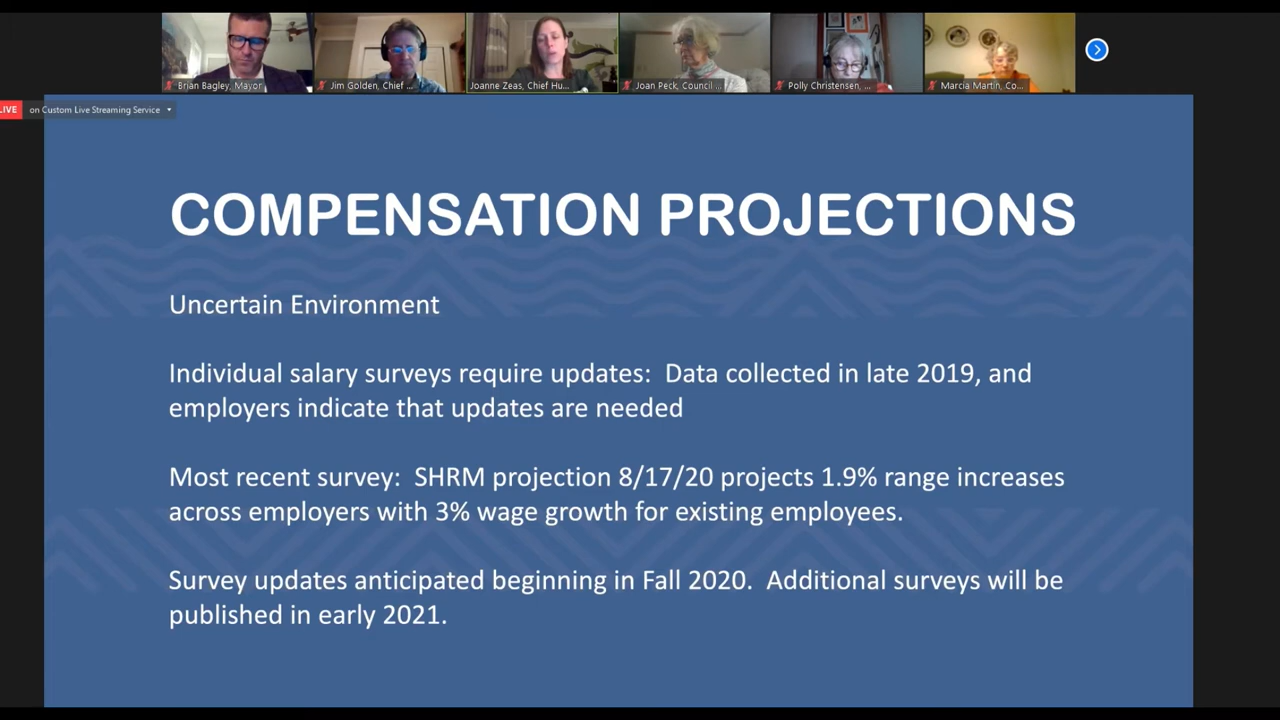 Brian Bagley, Mayor
Jim Golden, Chief ...
Joanne Zeas, Chief Hu...
Joan Peck, Council ...
Polly Christensen, ...
Marcia Martin, Co...
LIVE on Custom Live Streaming Service
COMPENSATION PROJECTIONS
Uncertain Environment
Individual salary surveys require updates: Data collected in late 2019, and
employers indicate that updates are needed
Most recent survey: SHRM projection 8/17/20 projects 1.9% range increases
across employers with 3% wage growth for existing employees.
Survey updates anticipated beginning in Fall 2020. Additional surveys will be
published in early 2021.